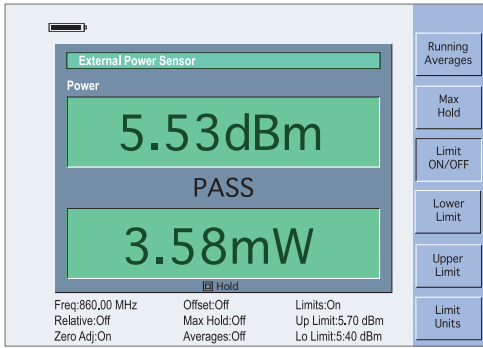 External Power Sensor
Power
5.53dBm
PASS
3.58mW
Hold
Freq:860,00 MHz
Offset:Off
Limits:On
Relative:Off
Max Hold:Off
Up Limit:5.70 dBm
Zero Adj:On
Averages:Off
Lo Limit:5:40 dBm
Running
Averages
Max
Hold
Limit
ON/OFF
Lower
Limit
Upper
Limit
Limit
Units